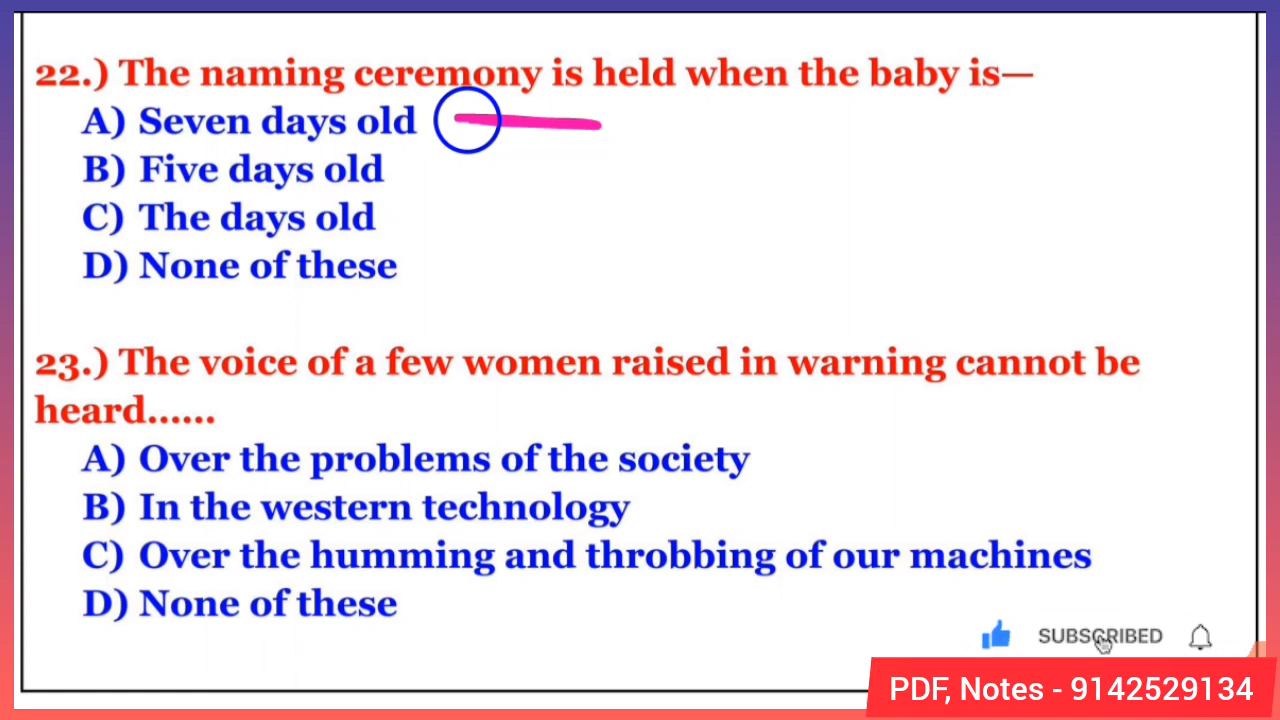 22.) The naming ceremony is held when the baby is—
A) Seven days old
B) Five days old
C) The days old
D) None of these
23.) The voice of a few women raised in warning cannot be
heard......
A) Over the problems of the society
B) In the western technology
C) Over the humming and throbbing of our machines
D) None of these
SUBSCRIBED
PDF, Notes - 9142529134